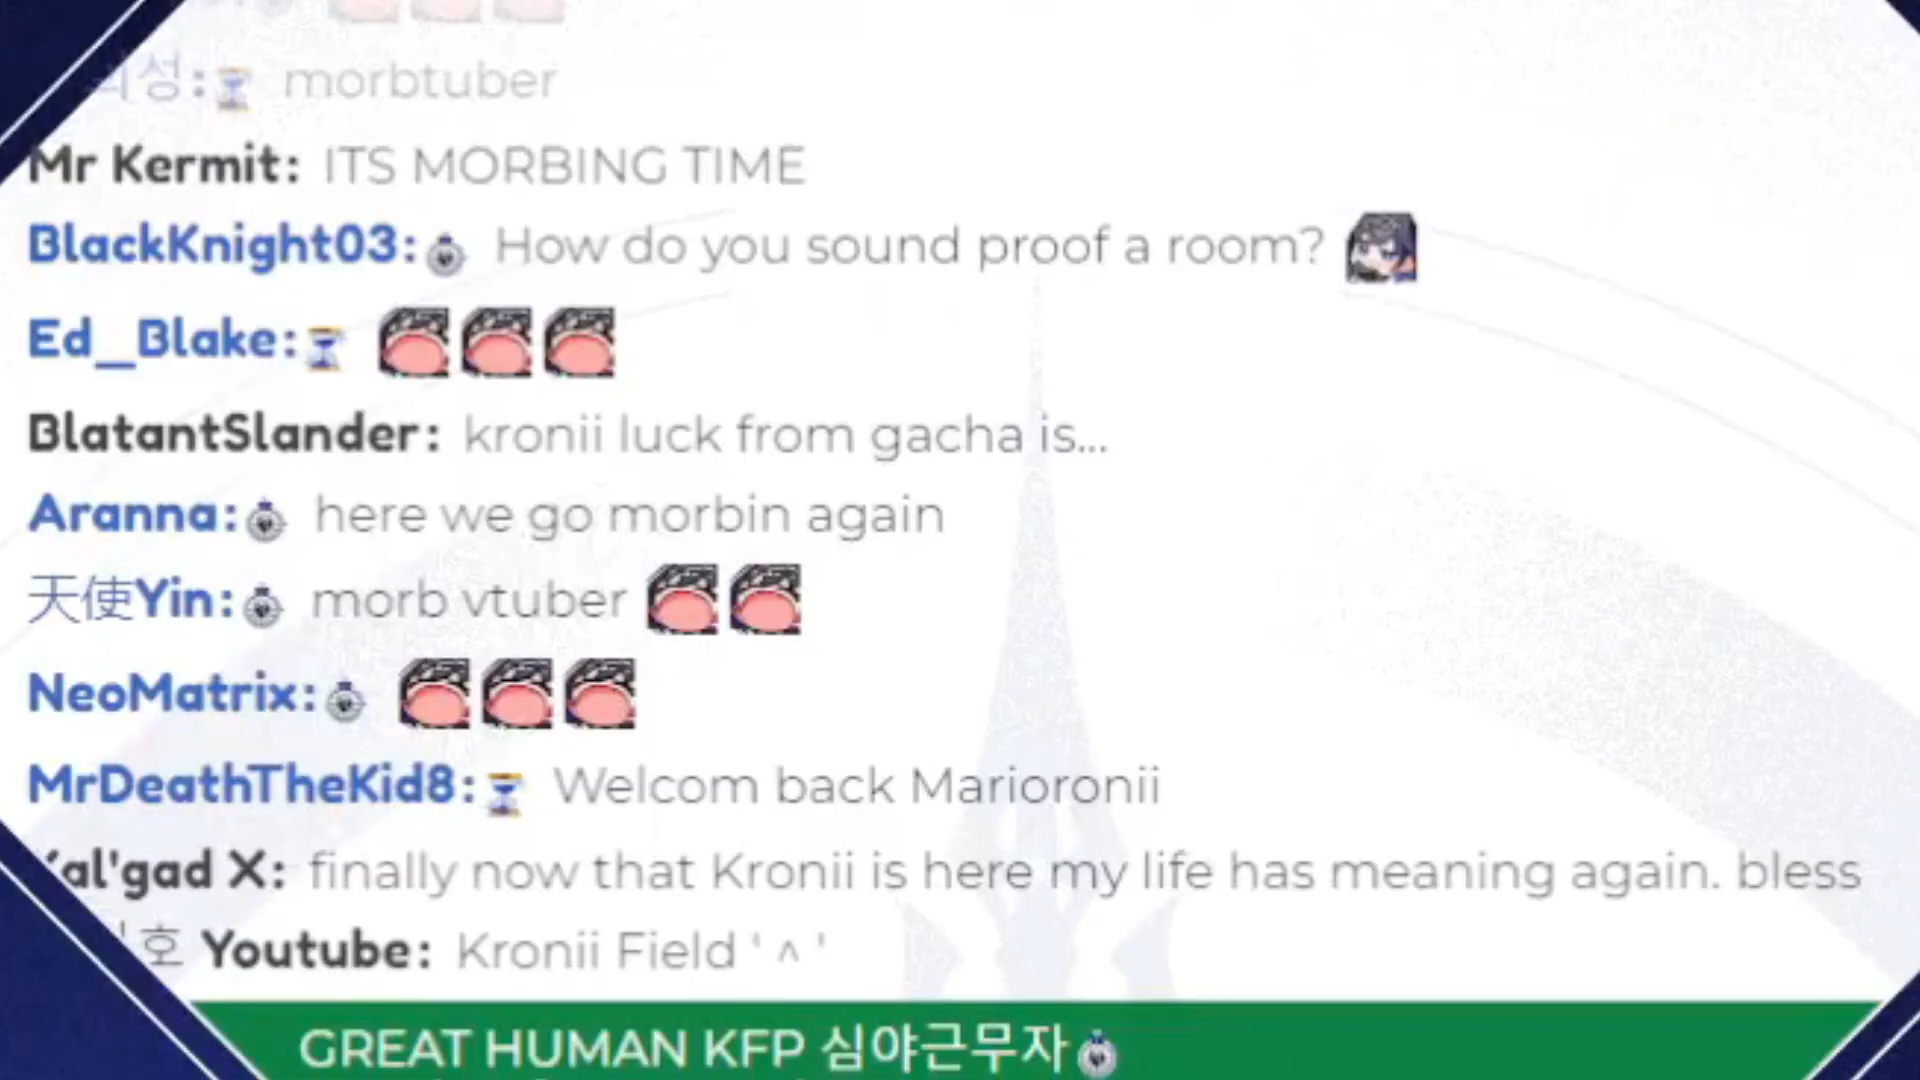 성: morbtuber
Mr Kermit: ITS MORBING TIME
BlackKnight03: How do you sound proof a room?
Ed_Blake:
BlatantSlander: kronii luck from gacha is...
Aranna: here we go morbin again
天使Yin: morb vtuber
NeoMatrix:
MrDeathTheKid8: Welcom back Marioronii
al'gad X: finally now that Kronii is here my life has meaning again. bless
호 Youtube: Kronii Field ' ^ '
GREAT HUMAN KFP 심야근무자